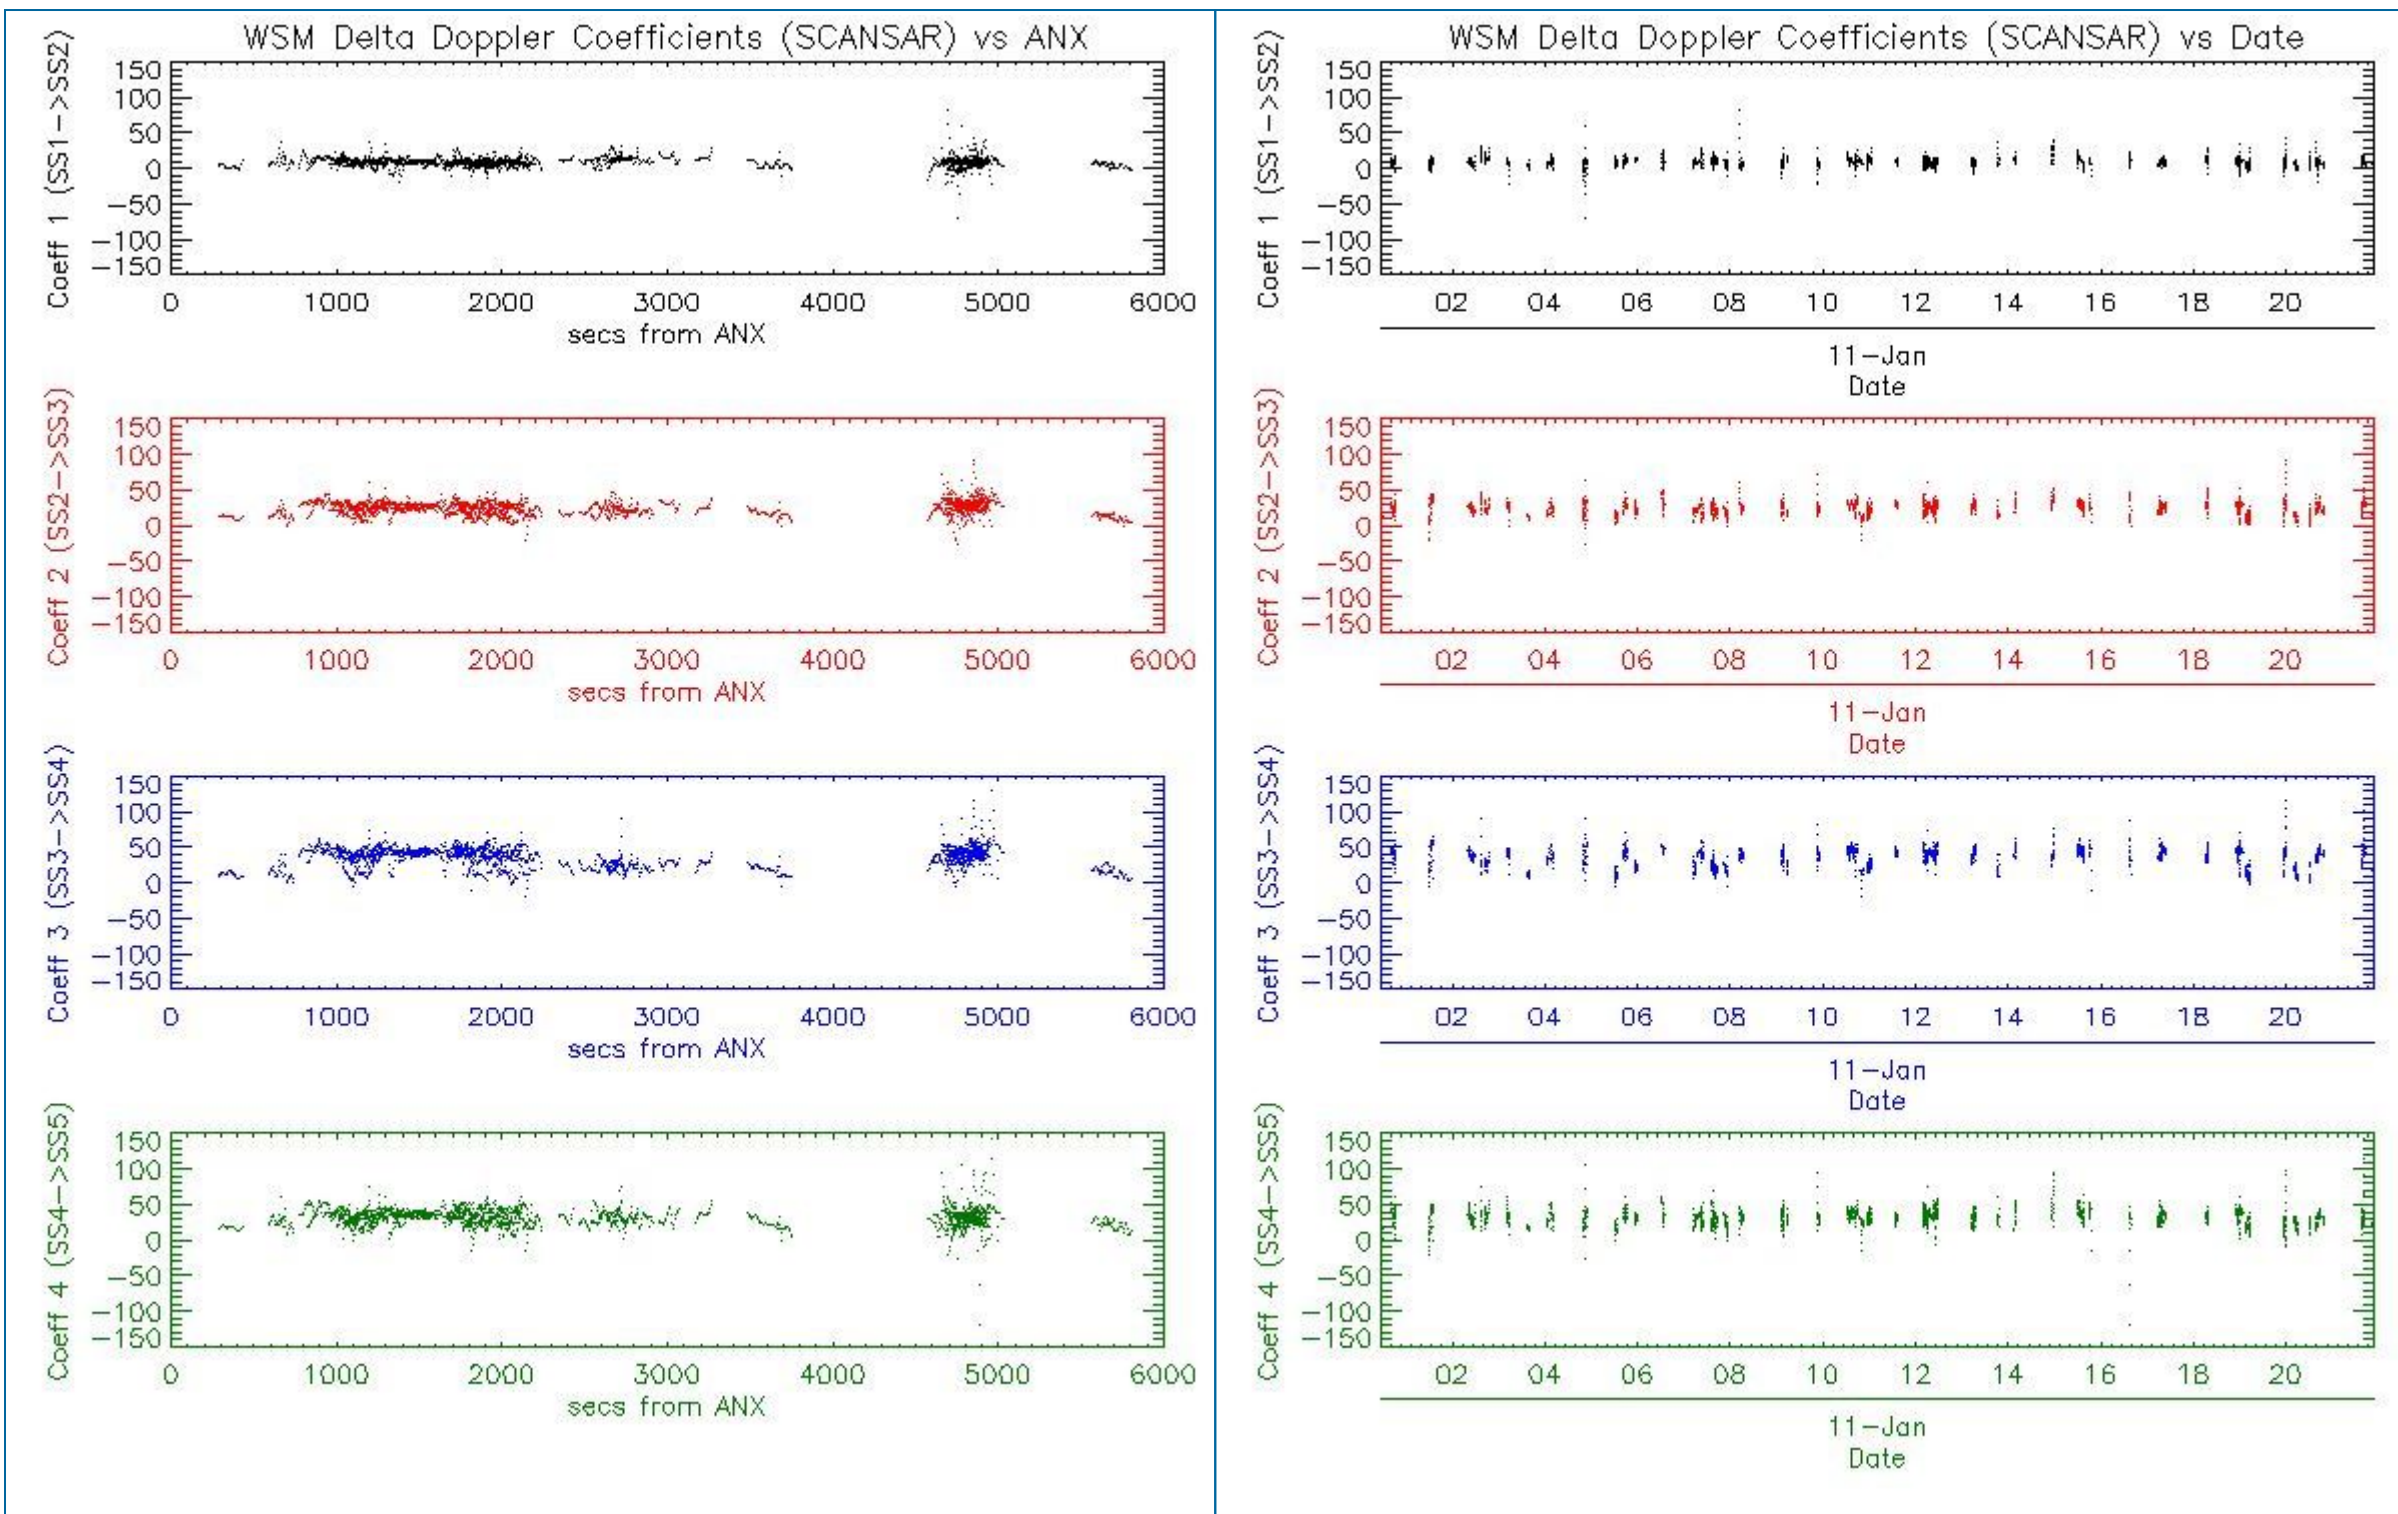 WSM Delta Doppler Coefficients (SCANSAR) vs ANX
Coeff 1 (SS1->SS2)
150
100
50
0
-50
-100
-150
0 1000 2000 3000 4000 5000 6000
secs from ANX
Coeff 2 (SS2->SS3)
150
100
50
0
-50
-100
-150
0 1000 2000 3000 4000 5000 6000
secs from ANX
Coeff 3 (SS3->SS4)
150
100
50
0
-50
-100
-150
0 1000 2000 3000 4000 5000 6000
secs from ANX
Coeff 4 (SS4->SS5)
150
100
50
0
-50
-100
-150
0 1000 2000 3000 4000 5000 6000
secs from ANX
WSM Delta Doppler Coefficients (SCANSAR) vs Date
Coeff 1 (SS1->SS2)
150
100
50
0
-50
-100
-150
02 04 06 08 10 12 14 16 18 20
11-Jan
Date
Coeff 2 (SS2->SS3)
150
100
50
0
-50
-100
-150
02 04 06 08 10 12 14 16 18 20
11-Jan
Date
Coeff 3 (SS3->SS4)
150
100
50
0
-50
-100
-150
02 04 06 08 10 12 14 16 18 20
11-Jan
Date
Coeff 4 (SS4->SS5)
150
100
50
0
-50
-100
-150
02 04 06 08 10 12 14 16 18 20
11-Jan
Date